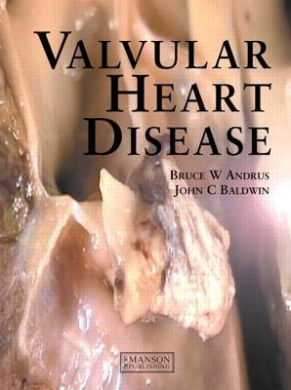 VALVULAR
HEART
DISEASE
BRUCE W ANDRUS
JOHN C BALDWIN
MANSON
PUBLISHING